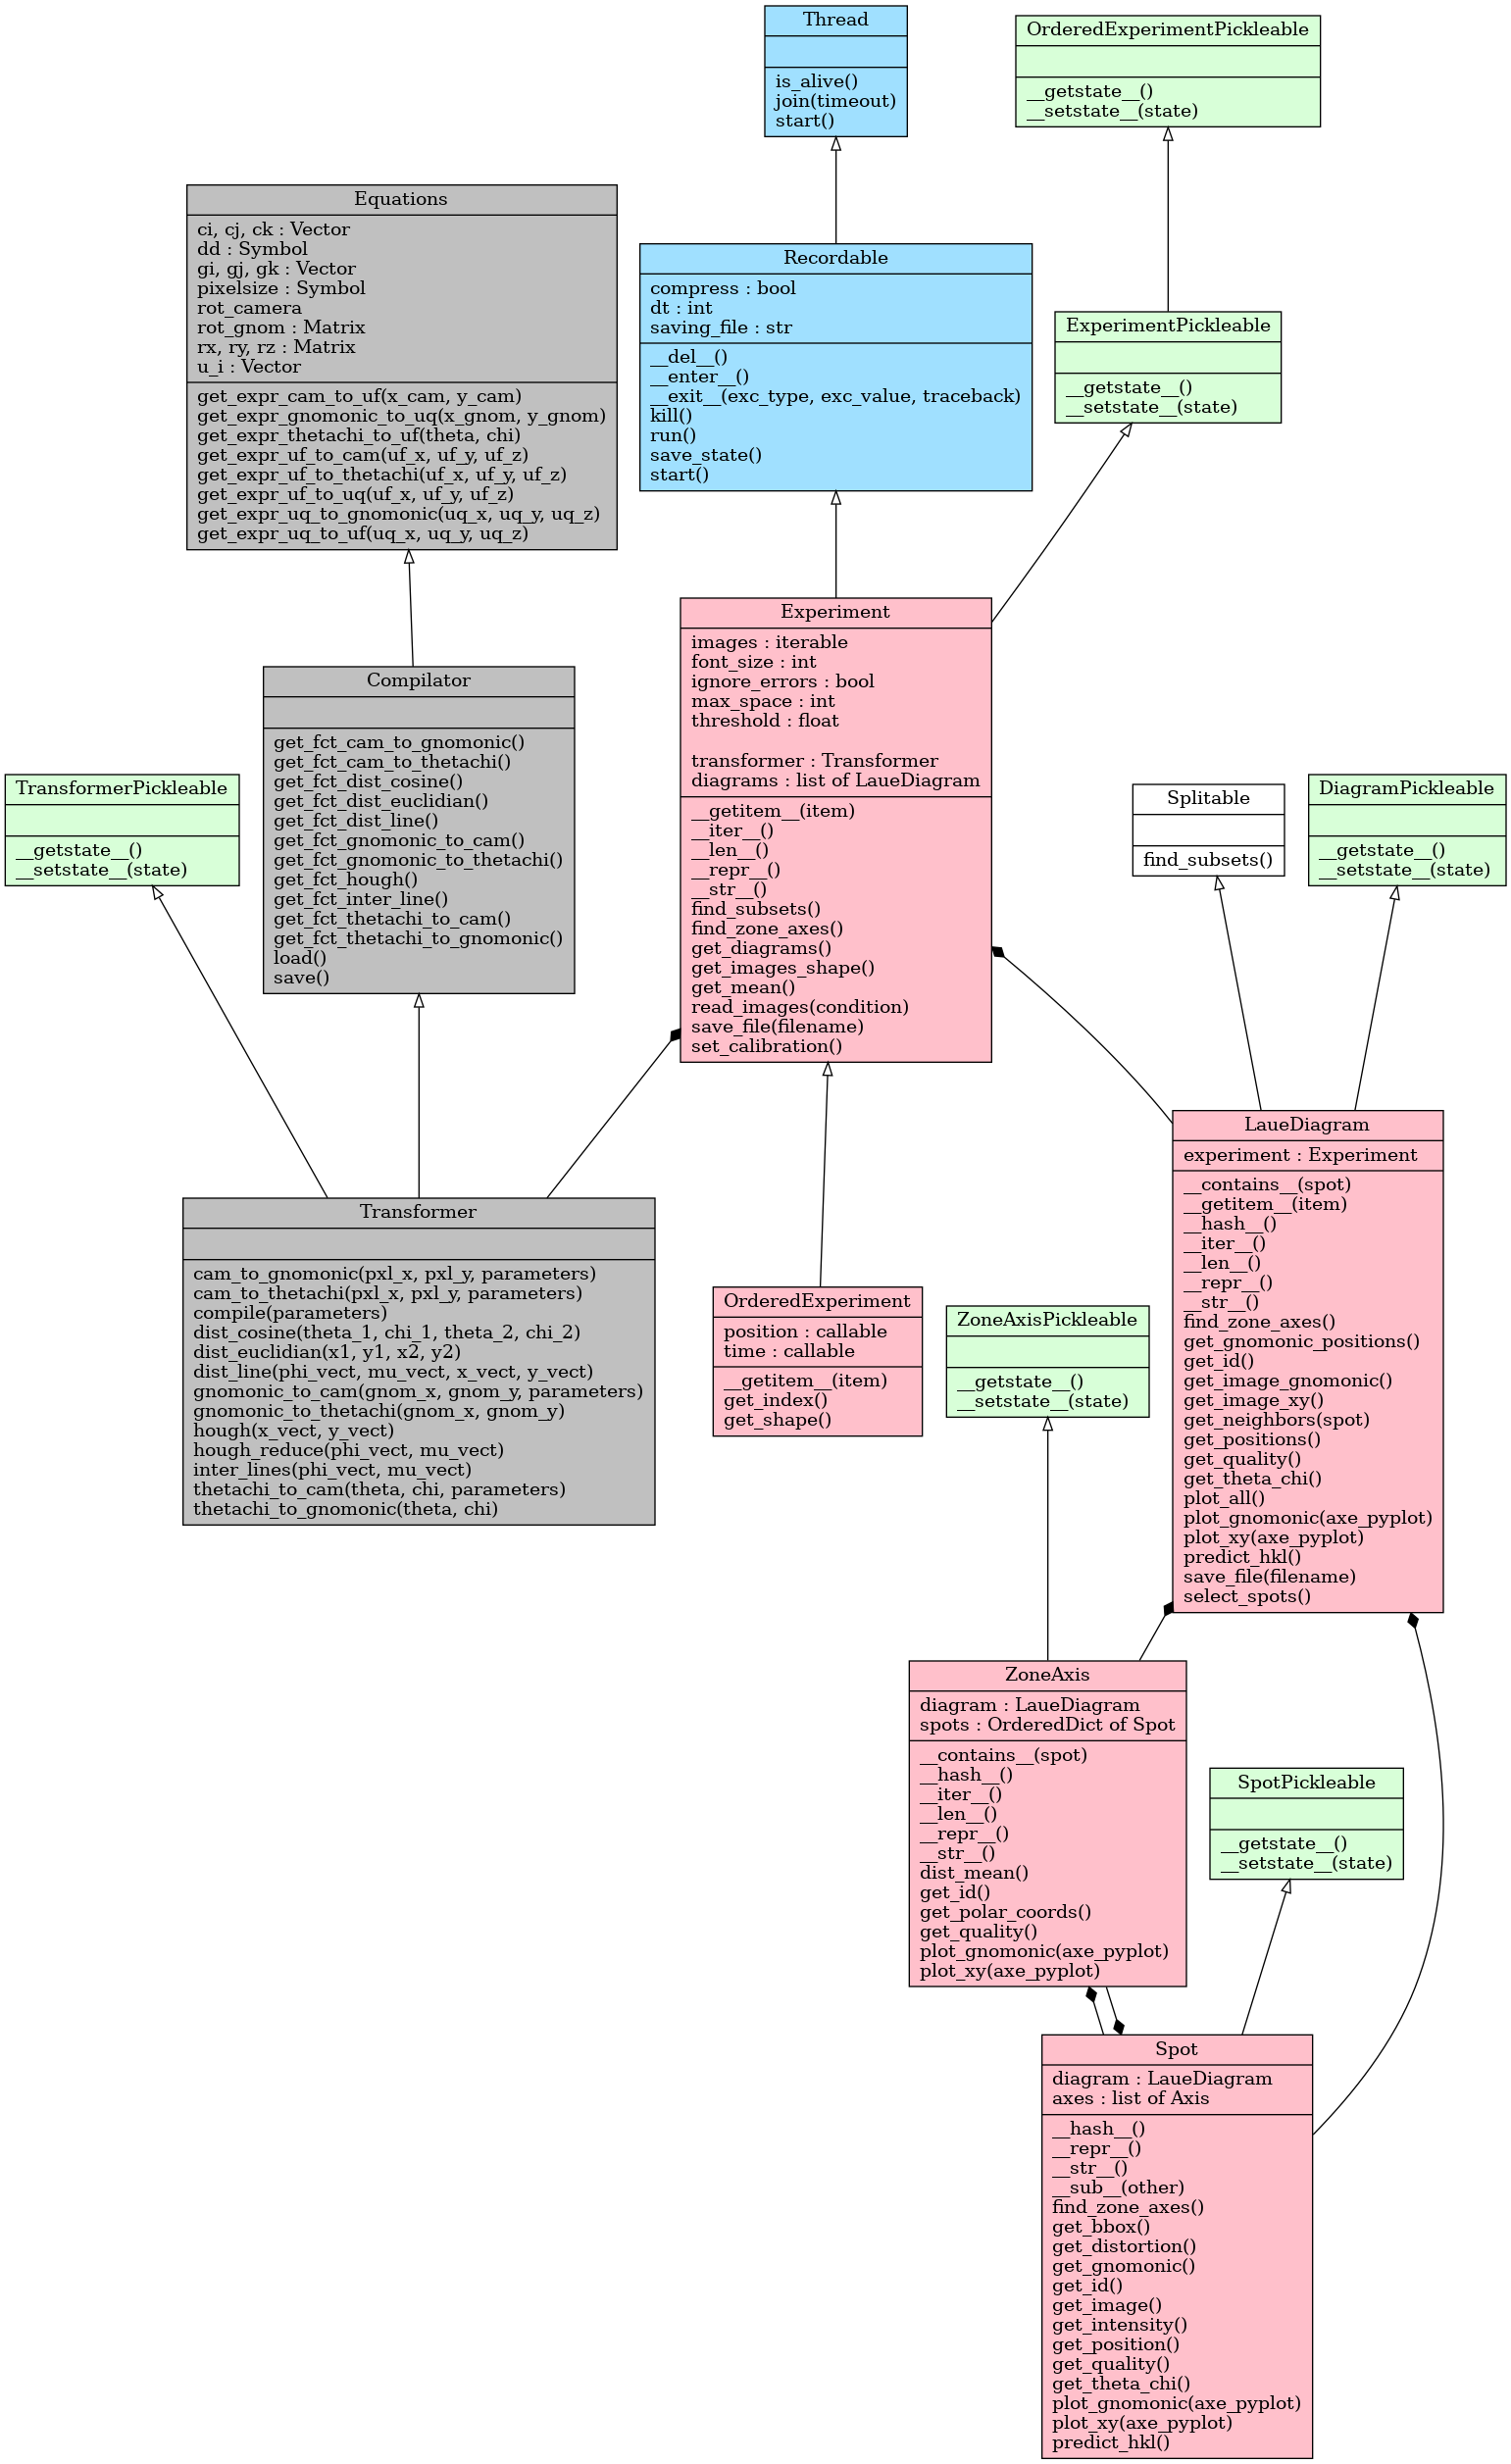 Thread
is_alive()
join(timeout)
start()
OrderedExperimentPickleable
__getstate__()
__setstate__(state)
Equations
ci, cj, ck : Vector
dd : Symbol
gi, gj, gk : Vector
pixelsize : Symbol
rot_camera
rot_gnom : Matrix
rx, ry, rz : Matrix
u_i : Vector
get_expr_cam_to_uf(x_cam, y_cam)
get_expr_gnomonic_to_uq(x_gnom, y_gnom)
get_expr_thetachi_to_uf(theta, chi)
get_expr_uf_to_cam(uf_x, uf_y, uf_z)
get_expr_uf_to_thetachi(uf_x, uf_y, uf_z)
get_expr_uf_to_uq(uf_x, uf_y, uf_z)
get_expr_uq_to_gnomonic(uq_x, uq_y, uq_z)
get_expr_uq_to_uf(uq_x, uq_y, uq_z)
Recordable
compress : bool
dt : int
saving_file : str
__del__()
__enter__()
__exit__(exc_type, exc_value, traceback)
kill()
run()
save_state()
start()
ExperimentPickleable
__getstate__()
__setstate__(state)
Experiment
images : iterable
font_size : int
ignore_errors : bool
max_space : int
threshold : float
transformer : Transformer
diagrams : list of LaueDiagram
__getitem__(item)
__iter__()
__len__()
__repr__()
__str__()
find_subsets()
find_zone_axes()
get_diagrams()
get_images_shape()
get_mean()
read_images(condition)
save_file(filename)
set_calibration()
Compilator
get_fct_cam_to_gnomonic()
get_fct_cam_to_thetachi()
get_fct_dist_cosine()
get_fct_dist_euclidian()
get_fct_dist_line()
get_fct_gnomonic_to_cam()
get_fct_gnomonic_to_thetachi()
get_fct_hough()
get_fct_inter_line()
get_fct_thetachi_to_cam()
get_fct_thetachi_to_gnomonic()
load()
save()
TransformerPickleable
__getstate__()
__setstate__(state)
Splitable
find_subsets()
DiagramPickleable
__getstate__()
__setstate__(state)
LaueDiagram
experiment : Experiment
__contains__(spot)
__getitem__(item)
__hash__()
__iter__()
__len__()
__repr__()
__str__()
find_zone_axes()
get_gnomonic_positions()
get_id()
get_image_gnomonic()
get_image_xy()
get_neighbors(spot)
get_positions()
get_quality()
get_theta_chi()
plot_all()
plot_gnomonic(axe_pyplot)
plot_xy(axe_pyplot)
predict_hkl()
save_file(filename)
select_spots()
Transformer
cam_to_gnomonic(pxl_x, pxl_y, parameters)
cam_to_thetachi(pxl_x, pxl_y, parameters)
compile(parameters)
dist_cosine(theta_1, chi_1, theta_2, chi_2)
dist_euclidian(x1, y1, x2, y2)
dist_line(phi_vect, mu_vect, x_vect, y_vect)
gnomonic_to_cam(gnom_x, gnom_y, parameters)
gnomonic_to_thetachi(gnom_x, gnom_y)
hough(x_vect, y_vect)
hough_reduce(phi_vect, mu_vect)
inter_lines(phi_vect, mu_vect)
thetachi_to_cam(theta, chi, parameters)
thetachi_to_gnomonic(theta, chi)
OrderedExperiment
position : callable
time : callable
__getitem__(item)
get_index()
get_shape()
ZoneAxisPickleable
__getstate__()
__setstate__(state)
ZoneAxis
diagram : LaueDiagram
spots : OrderedDict of Spot
__contains__(spot)
__hash__()
__iter__()
__len__()
__repr__()
__str__()
dist_mean()
get_id()
get_polar_coords()
get_quality()
plot_gnomonic(axe_pyplot)
plot_xy(axe_pyplot)
SpotPickleable
__getstate__()
__setstate__(state)
Spot
diagram : LaueDiagram
axes : list of Axis
__hash__()
__repr__()
__str__()
__sub__(other)
find_zone_axes()
get_bbox()
get_distortion()
get_gnomonic()
get_id()
get_image()
get_intensity()
get_position()
get_quality()
get_theta_chi()
plot_gnomonic(axe_pyplot)
plot_xy(axe_pyplot)
predict_hkl()